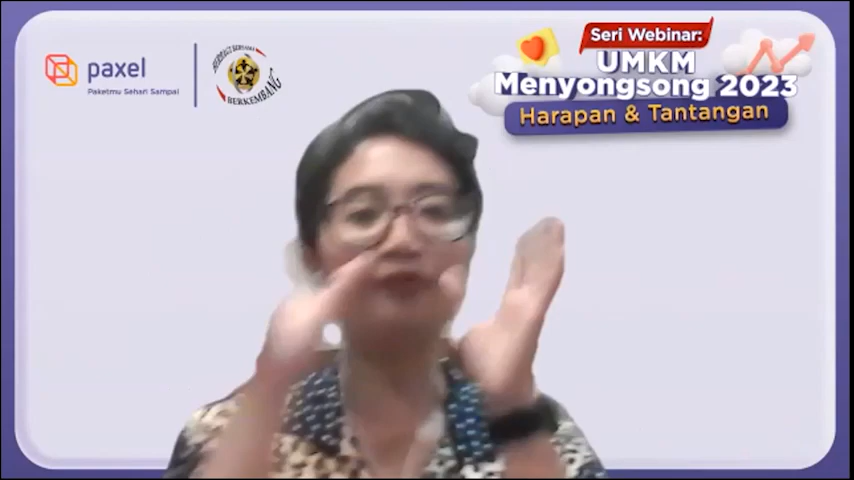 paxel
Paketmu Sehari Sampai
BERKEMBANG
Seri Webinar:
UMKM
Menyongsong 2023
Harapan & Tantangan